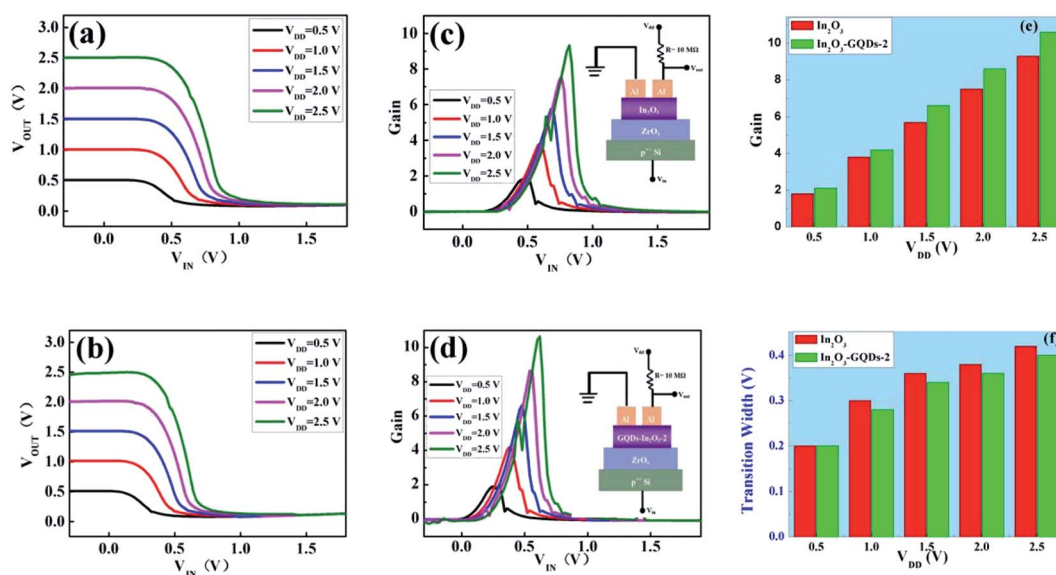 (a)
V_DD=0.5 V
V_DD=1.0 V
V_DD=1.5 V
V_DD=2.0 V
V_DD=2.5 V
V_OUT (V)
3.0
2.5
2.0
1.5
1.0
0.5
0.0
0.0 0.5 1.0 1.5
V_IN (V)
(c)
V_DD=0.5 V
V_DD=1.0 V
V_DD=1.5 V
V_DD=2.0 V
V_DD=2.5 V
Gain
10
8
6
4
2
0
0.0 0.5 1.0 1.5
V_IN (V)
V_dd
R~ 10 MΩ
V_out
Al Al
In₂O₃
ZrOₓ
p⁺⁺ Si
V_in
(e)
In₂O₃
In₂O₃-GQDs-2
Gain
10
8
6
4
2
0
0.5 1.0 1.5 2.0 2.5
V_DD (V)
(b)
V_DD=0.5 V
V_DD=1.0 V
V_DD=1.5 V
V_DD=2.0 V
V_DD=2.5 V
V_OUT (V)
3.0
2.5
2.0
1.5
1.0
0.5
0.0
0.0 0.5 1.0 1.5
V_IN (V)
(d)
V_DD=0.5 V
V_DD=1.0 V
V_DD=1.5 V
V_DD=2.0 V
V_DD=2.5 V
Gain
10
8
6
4
2
0
0.0 0.5 1.0 1.5
V_IN (V)
V_dd
R~ 10 MΩ
V_out
Al Al
GQDs-In₂O₃-2
ZrOₓ
p⁺⁺ Si
V_in
(f
In₂O₃
In₂O₃-GQDs-2
Transition Width (V)
0.4
0.3
0.2
0.1
0.0
0.5 1.0 1.5 2.0 2.5
V_DD (V)